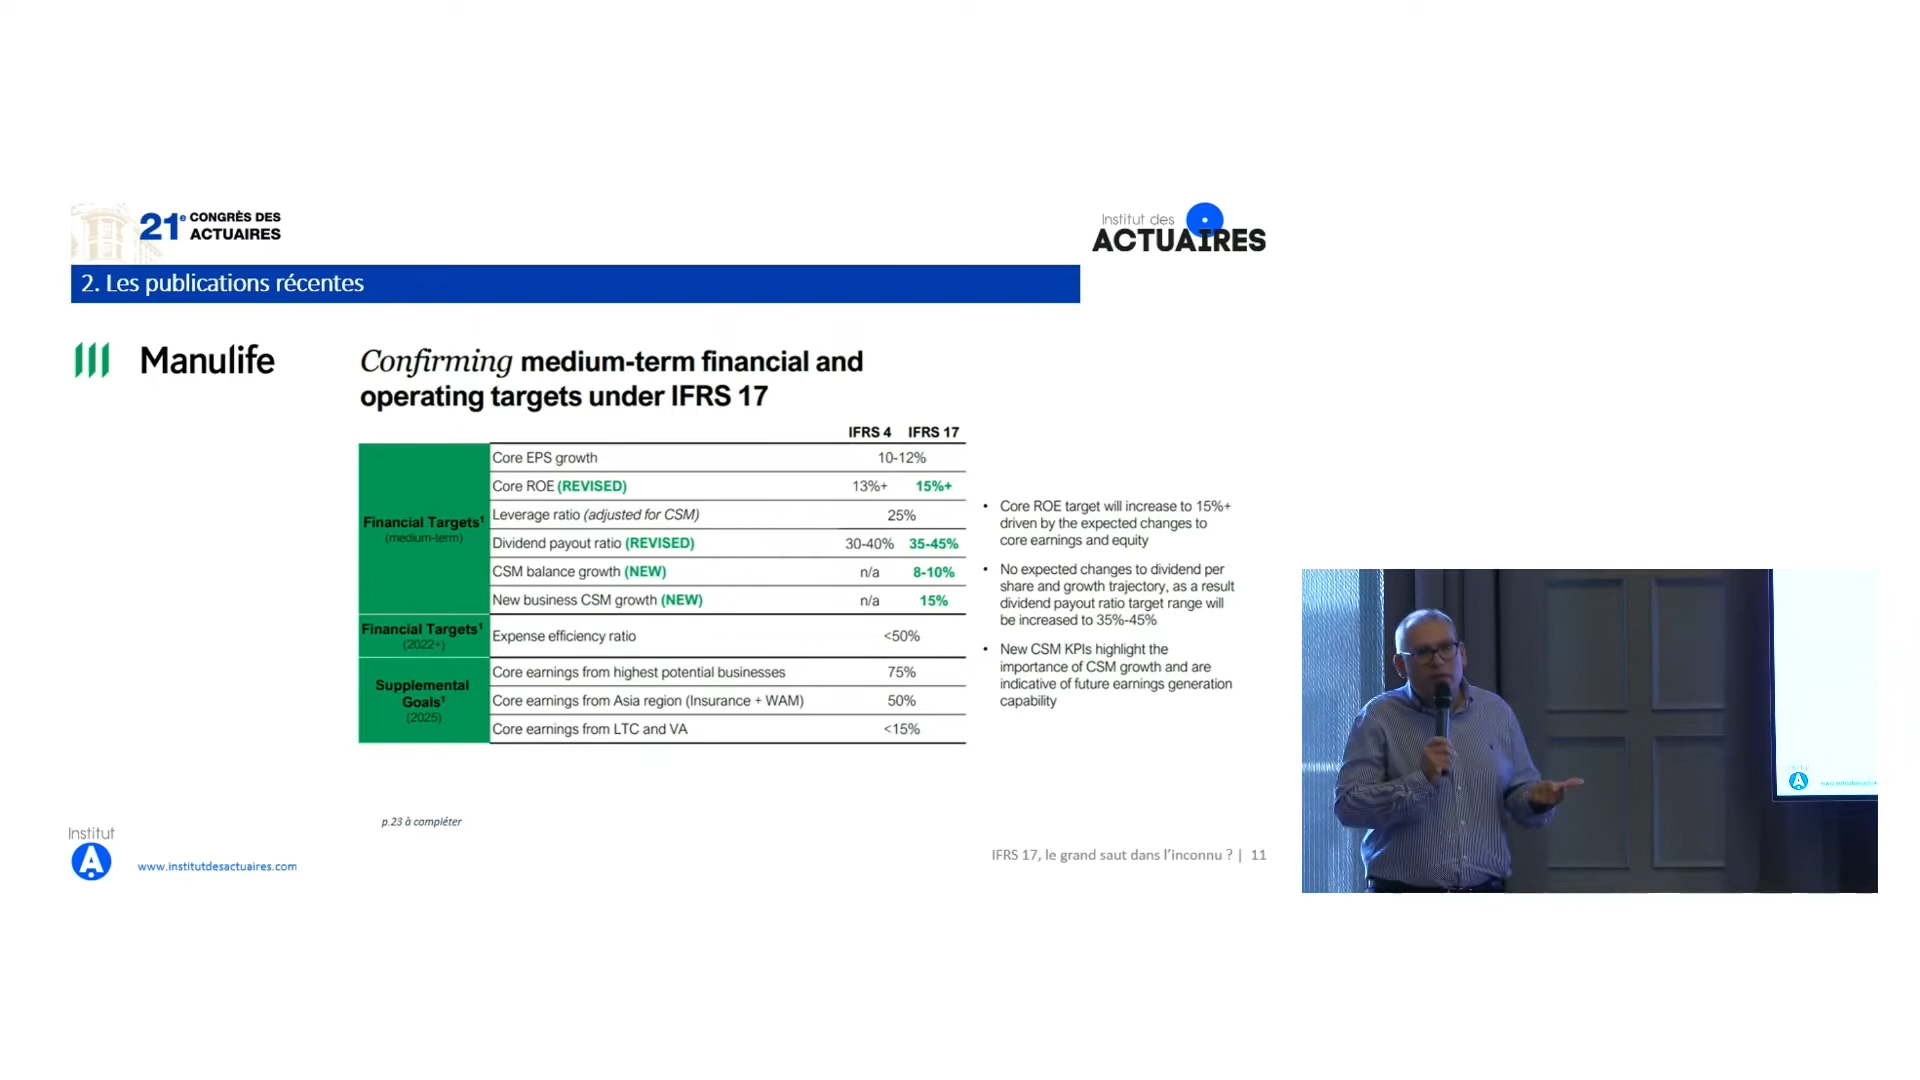 21e CONGRÈS DES
ACTUAIRES
Institut des
ACTUAIRES
2. Les publications récentes
Manulife
Confirming medium-term financial and
operating targets under IFRS 17
IFRS 4 IFRS 17
Financial Targets¹
(medium-term)
Core EPS growth 10-12%
Core ROE (REVISED) 13%+ 15%+
Leverage ratio (adjusted for CSM) 25%
Dividend payout ratio (REVISED) 30-40% 35-45%
CSM balance growth (NEW) n/a 8-10%
New business CSM growth (NEW) n/a 15%
Financial Targets¹
(2022+)
Expense efficiency ratio <50%
Supplemental
Goals¹
(2025)
Core earnings from highest potential businesses 75%
Core earnings from Asia region (Insurance + WAM) 50%
Core earnings from LTC and VA <15%
• Core ROE target will increase to 15%+
driven by the expected changes to
core earnings and equity
• No expected changes to dividend per
share and growth trajectory, as a result
dividend payout ratio target range will
be increased to 35%-45%
• New CSM KPIs highlight the
importance of CSM growth and are
indicative of future earnings generation
capability
p.23 à compléter
Institut
A
www.institutdesactuaires.com
IFRS 17, le grand saut dans l'inconnu ? | 11